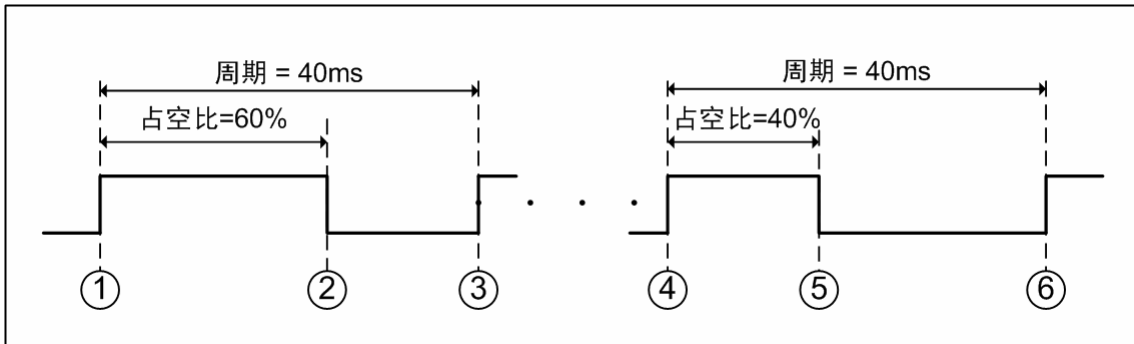 周期 = 40ms
周期 = 40ms
占空比=60%
占空比=40%
① ② ③ ④ ⑤ ⑥